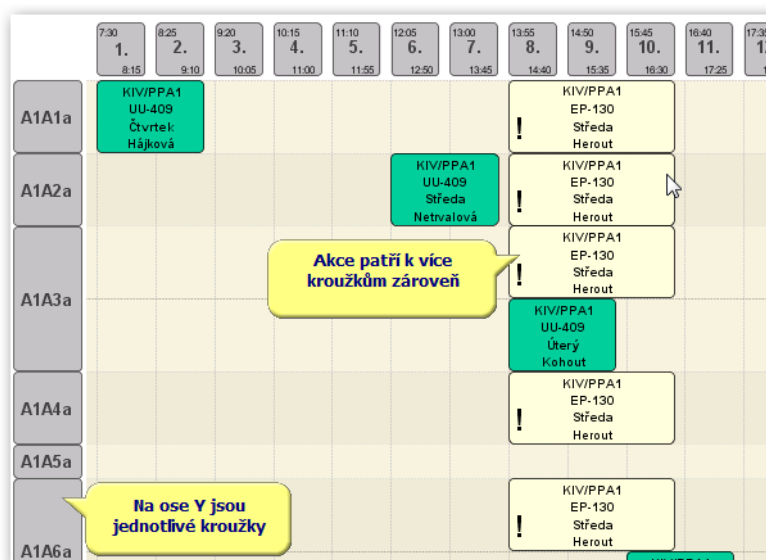 7:30 8:25 9:20 10:15 11:10 12:05 13:00 13:55 14:50 15:45 16:40 17:35
1. 2. 3. 4. 5. 6. 7. 8. 9. 10. 11.
8:15 9:10 10:05 11:00 11:55 12:50 13:45 14:40 15:35 16:30 17:25
A1A1a
KIV/PPA1
UU-409
Čtvrtek
Hájková
KIV/PPA1
EP-130
!
Středa
Herout
A1A2a
KIV/PPA1
UU-409
Středa
Netrvalová
KIV/PPA1
EP-130
!
Středa
Herout
A1A3a
KIV/PPA1
EP-130
!
Středa
Herout
Akce patří k více
kroužkům zároveň
KIV/PPA1
UU-409
Úterý
Kohout
A1A4a
KIV/PPA1
EP-130
!
Středa
Herout
A1A5a
A1A6a
Na ose Y jsou
jednotlivé kroužky
KIV/PPA1
EP-130
!
Středa
Herout